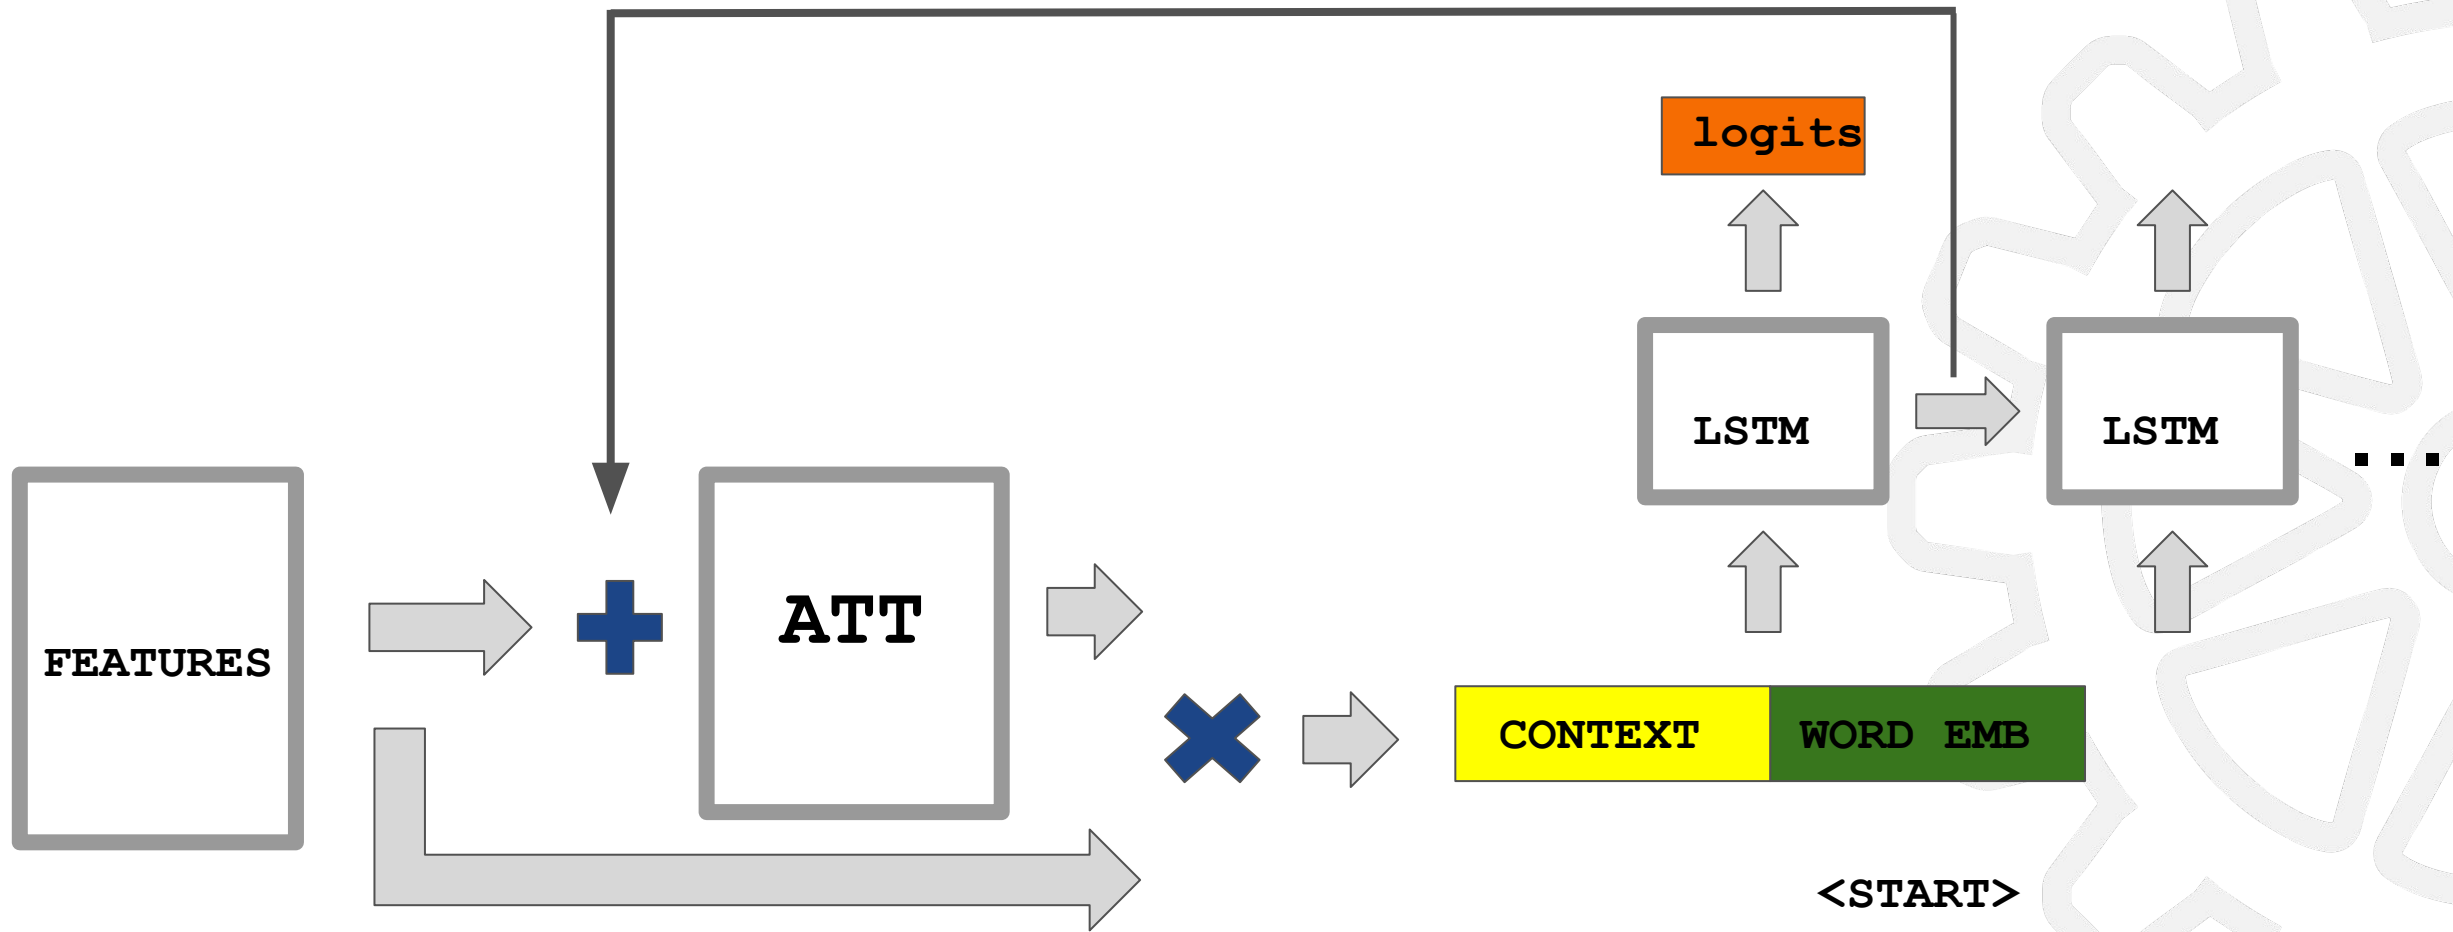 logits
LSTM
LSTM
...
FEATURES
ATT
CONTEXT
WORD EMB
<START>